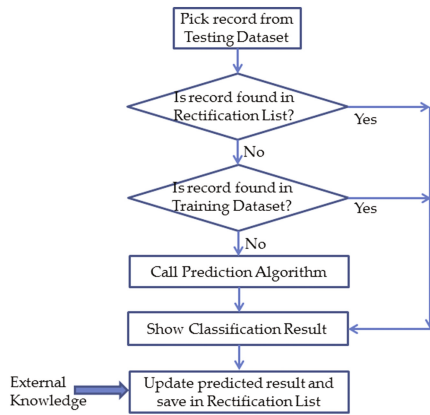 Pick record from
Testing Dataset
Is record found in
Rectification List?
Yes
No
Is record found in
Training Dataset?
Yes
No
Call Prediction Algorithm
Show Classification Result
External
Knowledge
Update predicted result and
save in Rectification List